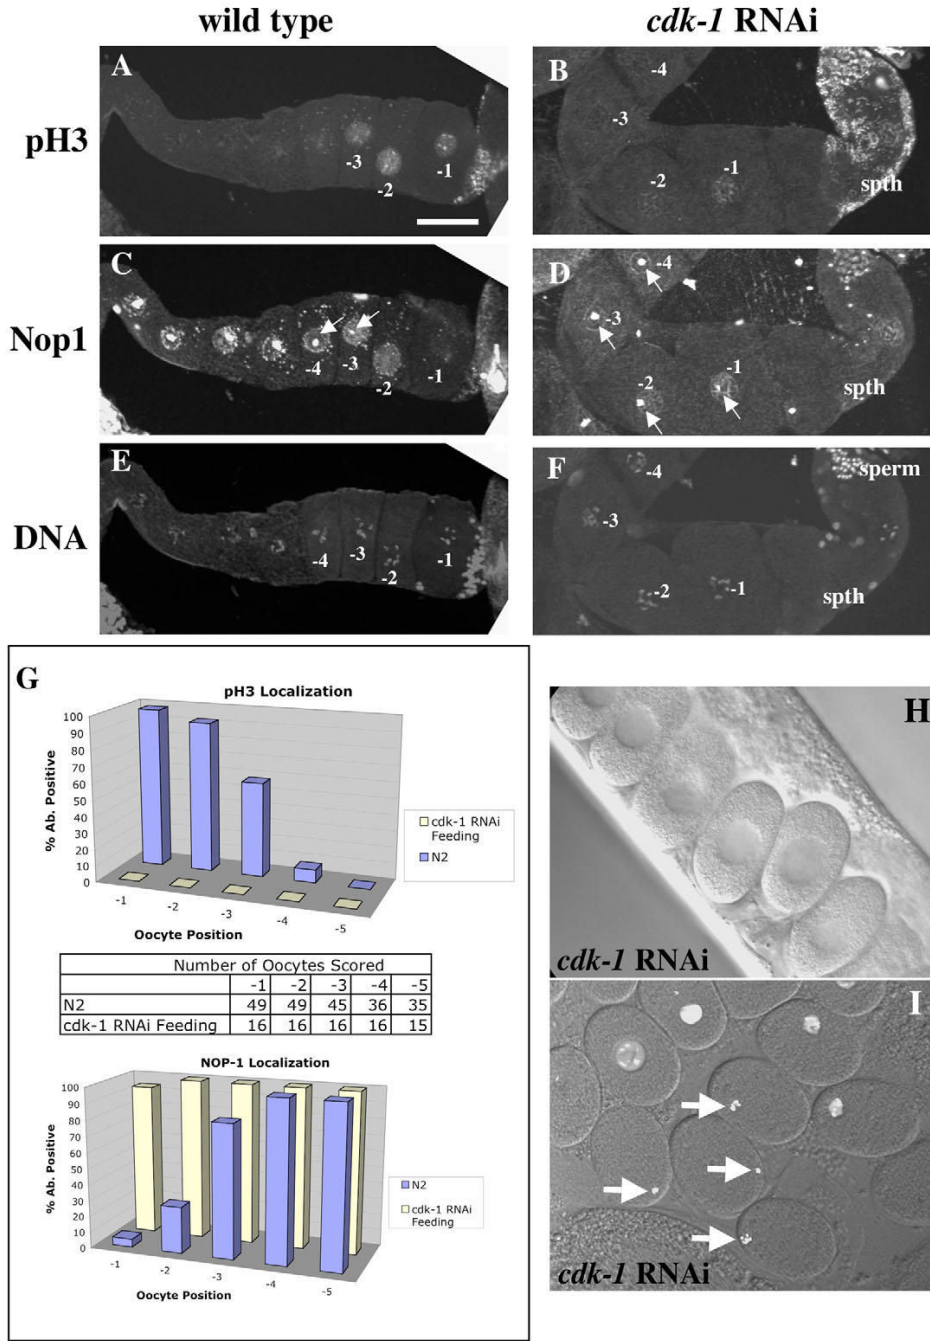 wild type
cdk-1 RNAi
pH3
A
-3
-2
-1
B
-4
-3
-2
-1
spth
Nop1
C
-4
-3
-2
-1
D
-4
-3
-2
-1
spth
DNA
E
-4
-3
-2
-1
F
-4
sperm
-3
-2
-1
spth
G
pH3 Localization
% Ab. Positive
100
90
80
70
60
50
40
30
20
10
0
-1
-2
-3
-4
-5
Oocyte Position
cdk-1 RNAi
Feeding
N2
Number of Oocytes Scored
-1 -2 -3 -4 -5
N2 49 49 45 36 35
cdk-1 RNAi Feeding 16 16 16 16 15
NOP-1 Localization
% Ab. Positive
100
90
80
70
60
50
40
30
20
10
0
-1
-2
-3
-4
-5
Oocyte Position
N2
cdk-1 RNAi
Feeding
H
cdk-1 RNAi
I
cdk-1 RNAi